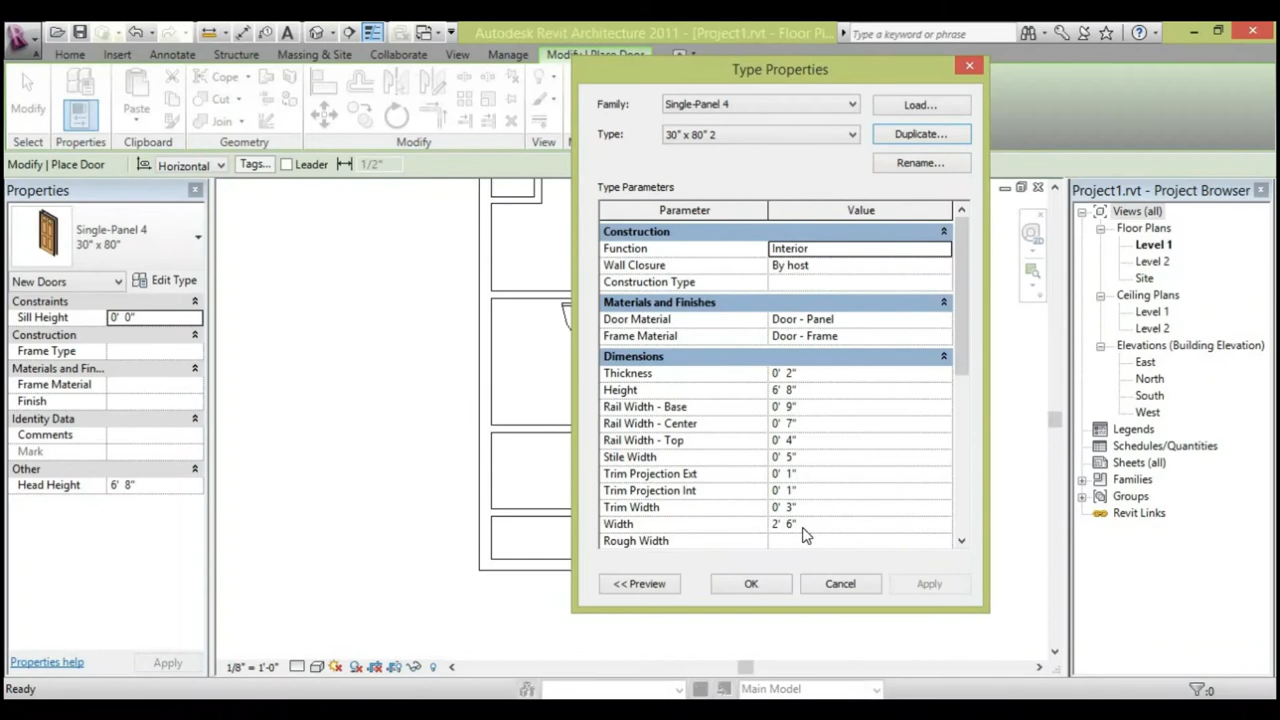 Autodesk Revit Architecture 2011 - [Project1.rvt - Floor Pl...
Type a keyword or phrase
Home Insert Annotate Structure Massing & Site Collaborate View Manage Modify | Place Door
Modify
Paste
Cope
Cut
Join
Select Properties Clipboard Geometry Modify View
Modify | Place Door Horizontal Tags... Leader 1/2"
Properties
Single-Panel 4
30" x 80"
New Doors Edit Type
Constraints
Sill Height 0' 0"
Construction
Frame Type
Materials and Fin...
Frame Material
Finish
Identity Data
Comments
Mark
Other
Head Height 6' 8"
Properties help Apply
Type Properties
Family: Single-Panel 4 Load...
Type: 30" x 80" 2 Duplicate...
Rename...
Type Parameters
Parameter Value
Construction
Function Interior
Wall Closure By host
Construction Type
Materials and Finishes
Door Material Door - Panel
Frame Material Door - Frame
Dimensions
Thickness 0' 2"
Height 6' 8"
Rail Width - Base 0' 9"
Rail Width - Center 0' 7"
Rail Width - Top 0' 4"
Stile Width 0' 5"
Trim Projection Ext 0' 1"
Trim Projection Int 0' 1"
Trim Width 0' 3"
Width 2' 6"
Rough Width
<< Preview OK Cancel Apply
Project1.rvt - Project Browser
Views (all)
Floor Plans
Level 1
Level 2
Site
Ceiling Plans
Level 1
Level 2
Elevations (Building Elevation)
East
North
South
West
Legends
Schedules/Quantities
Sheets (all)
Families
Groups
Revit Links
1/8" = 1'-0"
Ready Main Model :0